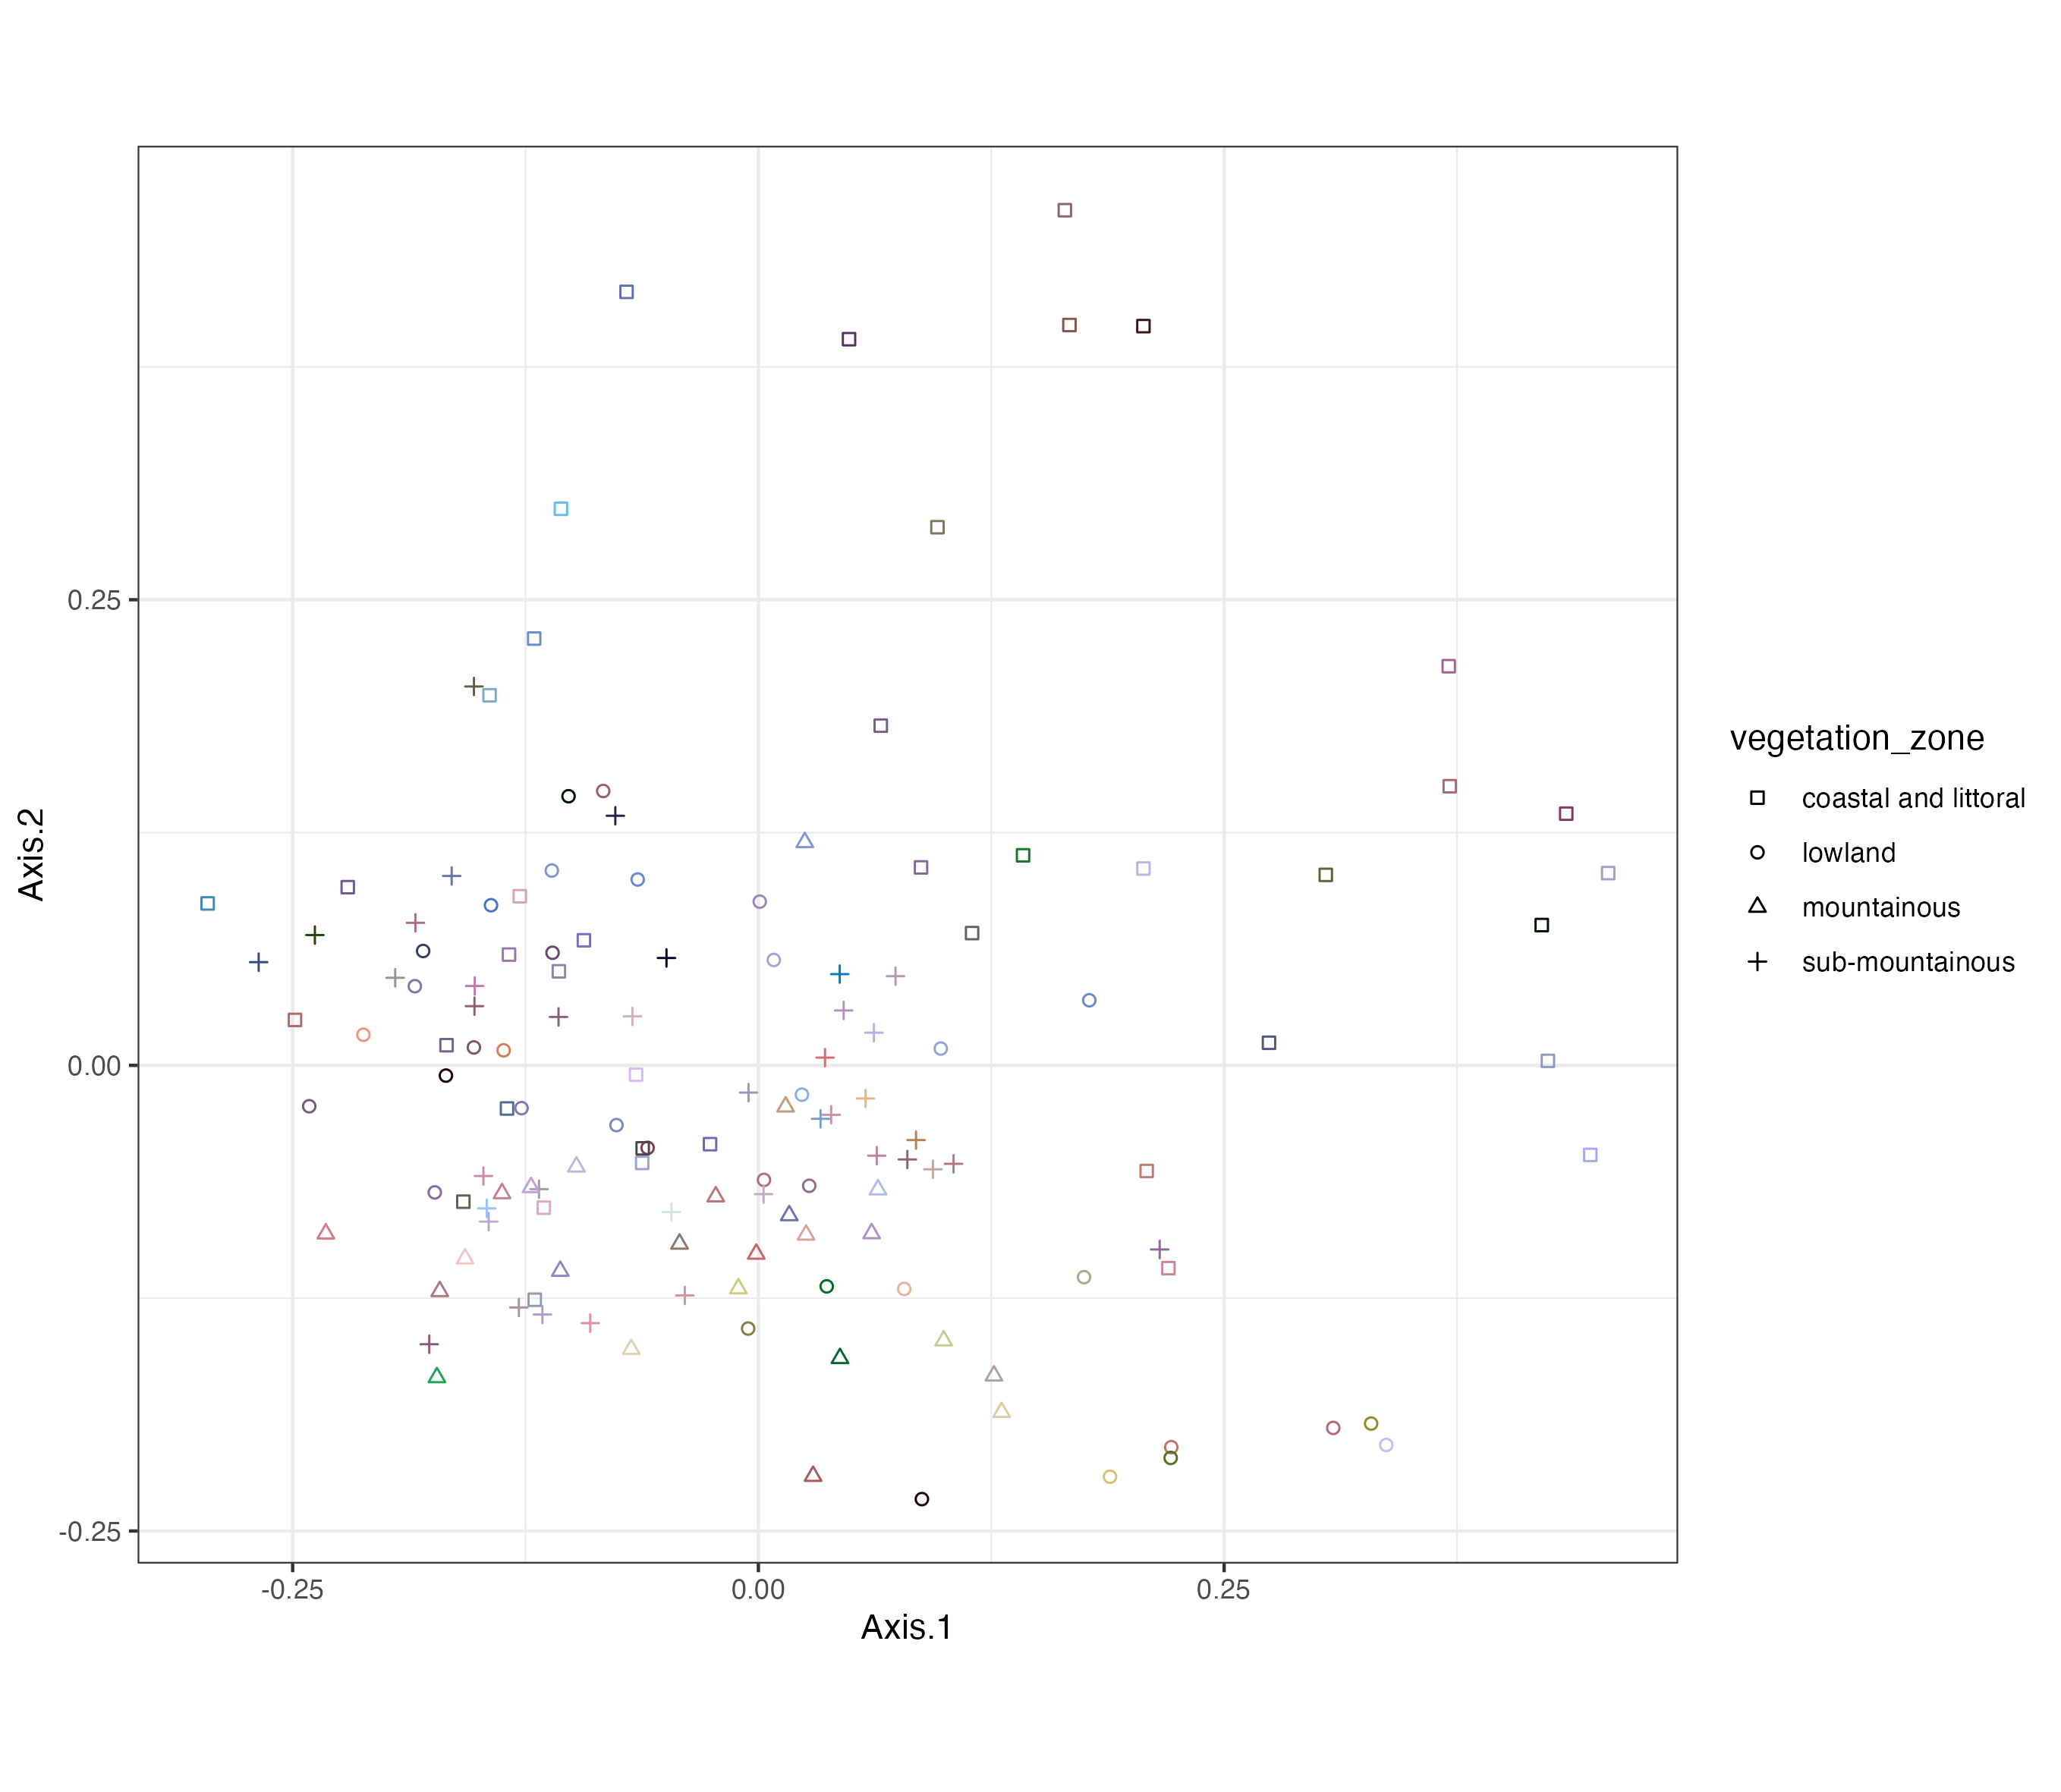 0.25
0.00
-0.25
Axis.2
-0.25
0.00
0.25
Axis.1
vegetation_zone
coastal and littoral
lowland
mountainous
sub-mountainous